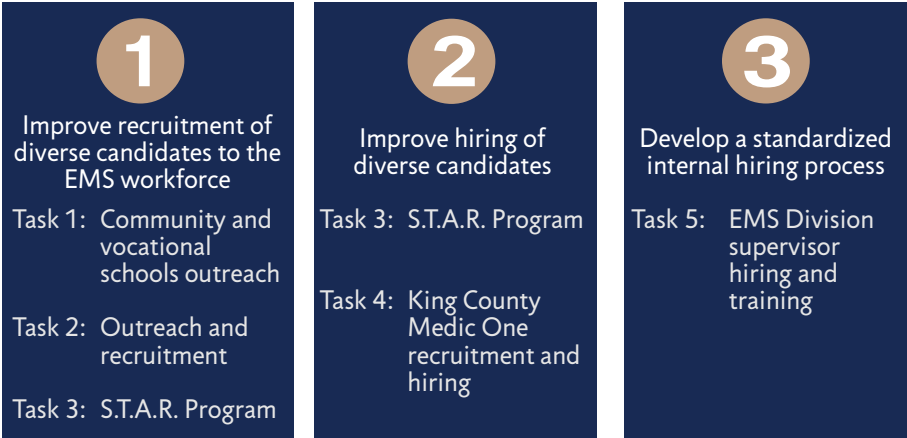 1
Improve recruitment of
diverse candidates to the
EMS workforce
Task 1: Community and
vocational
schools outreach
Task 2: Outreach and
recruitment
Task 3: S.T.A.R. Program
2
Improve hiring of
diverse candidates
Task 3: S.T.A.R. Program
Task 4: King County
Medic One
recruitment and
hiring
3
Develop a standardized
internal hiring process
Task 5: EMS Division
supervisor
hiring and
training